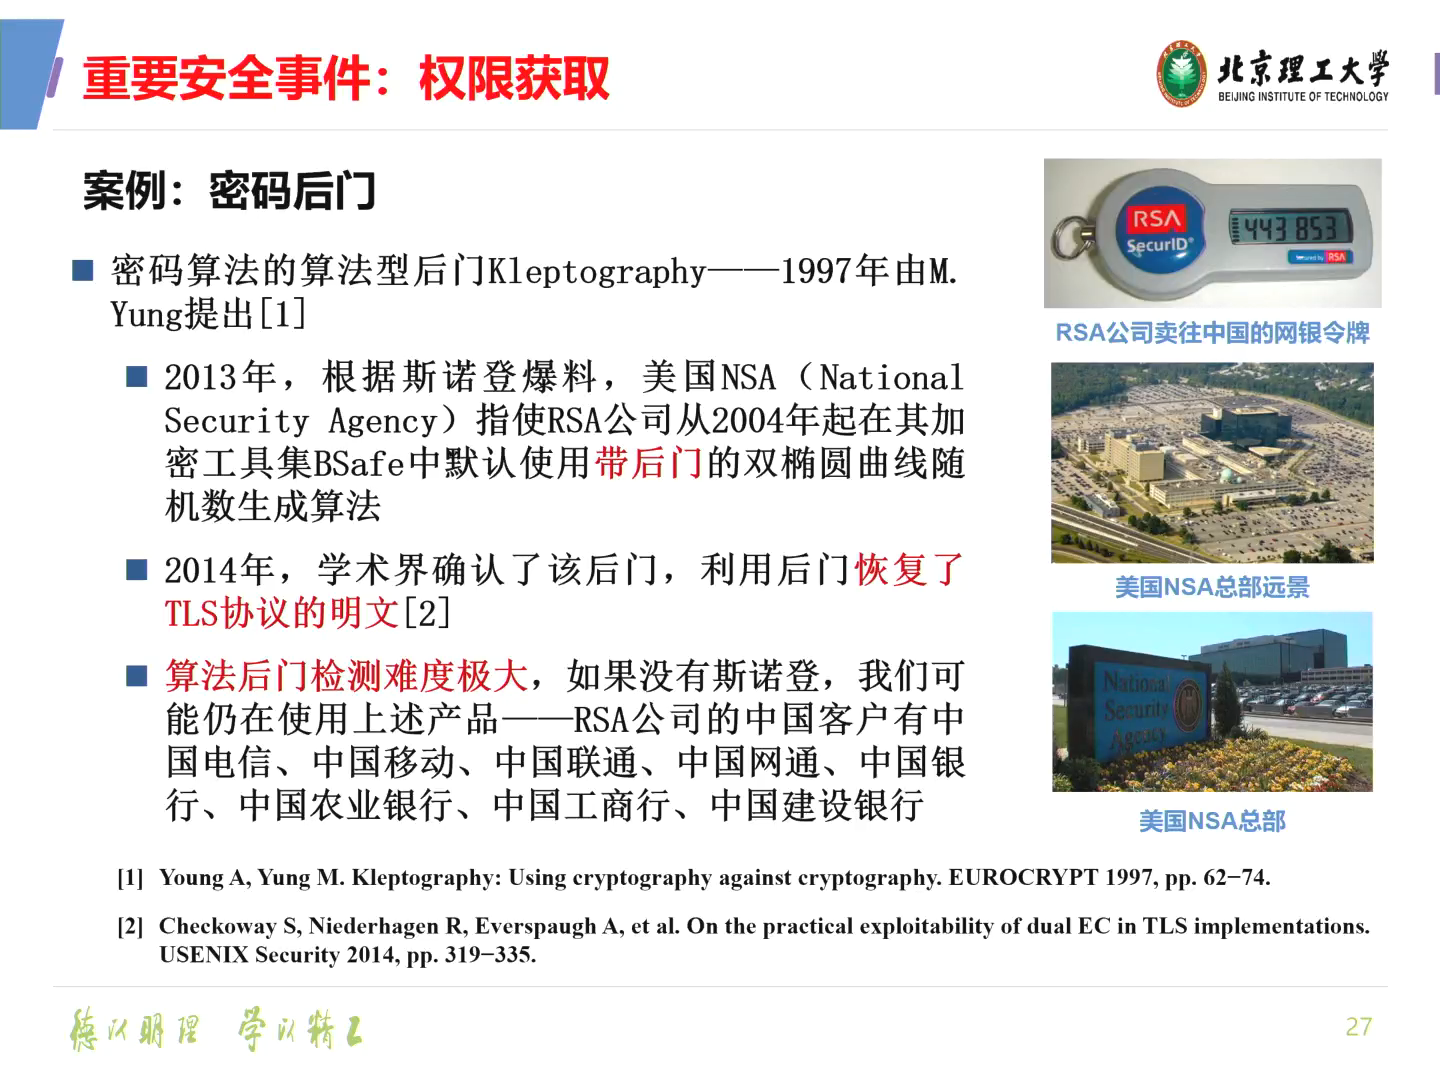 重要安全事件：权限获取
北京理工大学
BEIJING INSTITUTE OF TECHNOLOGY
案例：密码后门
密码算法的算法型后门Kleptography——1997年由M.
Yung提出[1]
2013年，根据斯诺登爆料，美国NSA（National
Security Agency）指使RSA公司从2004年起在其加
密工具集BSafe中默认使用带后门的双椭圆曲线随
机数生成算法
2014年，学术界确认了该后门，利用后门恢复了
TLS协议的明文[2]
算法后门检测难度极大，如果没有斯诺登，我们可
能仍在使用上述产品——RSA公司的中国客户有中
国电信、中国移动、中国联通、中国网通、中国银
行、中国农业银行、中国工商行、中国建设银行
RSA
SecurID
443 853
secured by RSA
RSA公司卖往中国的网银令牌
美国NSA总部远景
National
Security
Agency
美国NSA总部
[1] Young A, Yung M. Kleptography: Using cryptography against cryptography. EUROCRYPT 1997, pp. 62−74.
[2] Checkoway S, Niederhagen R, Everspaugh A, et al. On the practical exploitability of dual EC in TLS implementations.
USENIX Security 2014, pp. 319−335.
德以明理 学以精工
27